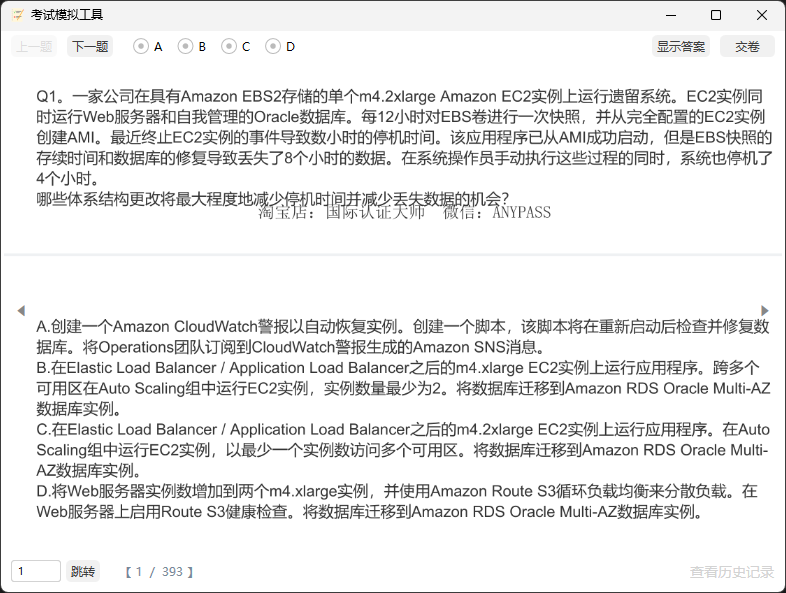 考试模拟工具
上一题 下一题 A B C D 显示答案 交卷
Q1。一家公司在具有Amazon EBS2存储的单个m4.2xlarge Amazon EC2实例上运行遗留系统。EC2实例同
时运行Web服务器和自我管理的Oracle数据库。每12小时对EBS卷进行一次快照，并从完全配置的EC2实例
创建AMI。最近终止EC2实例的事件导致数小时的停机时间。该应用程序已从AMI成功启动，但是EBS快照的
存续时间和数据库的修复导致丢失了8个小时的数据。在系统操作员手动执行这些过程的同时，系统也停机了
4个小时。
哪些体系结构更改将最大程度地减少停机时间并减少丢失数据的机会?
淘宝店：国际认证大师 微信：ANYPASS
A.创建一个Amazon CloudWatch警报以自动恢复实例。创建一个脚本，该脚本将在重新启动后检查并修复数
据库。将Operations团队订阅到CloudWatch警报生成的Amazon SNS消息。
B.在Elastic Load Balancer / Application Load Balancer之后的m4.xlarge EC2实例上运行应用程序。跨多个
可用区在Auto Scaling组中运行EC2实例，实例数量最少为2。将数据库迁移到Amazon RDS Oracle Multi-AZ
数据库实例。
C.在Elastic Load Balancer / Application Load Balancer之后的m4.2xlarge EC2实例上运行应用程序。在Auto
Scaling组中运行EC2实例，以最少一个实例数访问多个可用区。将数据库迁移到Amazon RDS Oracle Multi-
AZ数据库实例。
D.将Web服务器实例数增加到两个m4.xlarge实例，并使用Amazon Route S3循环负载均衡来分散负载。在
Web服务器上启用Route S3健康检查。将数据库迁移到Amazon RDS Oracle Multi-AZ数据库实例。
1 跳转 【 1 / 393 】 查看历史记录